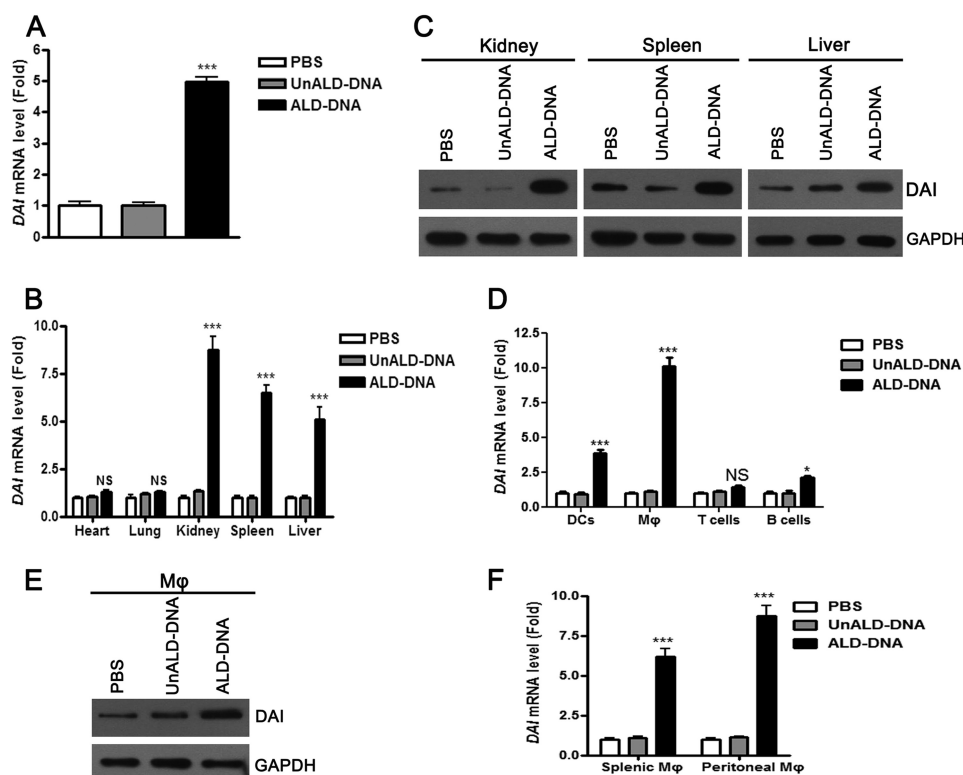 A
DAI mRNA level (Fold)
6
5
4
3
2
1
0
***
PBS
UnALD-DNA
ALD-DNA
C
Kidney Spleen Liver
PBS UnALD-DNA ALD-DNA PBS UnALD-DNA ALD-DNA PBS UnALD-DNA ALD-DNA
DAI
GAPDH
B
DAI mRNA level (Fold)
10.0
7.5
5.0
2.5
0.0
NS NS *** *** ***
Heart Lung Kidney Spleen Liver
PBS
UnALD-DNA
ALD-DNA
D
DAI mRNA level (Fold)
12.5
10.0
7.5
5.0
2.5
0.0
*** *** NS *
DCs Mφ T cells B cells
PBS
UnALD-DNA
ALD-DNA
E
Mφ
PBS UnALD-DNA ALD-DNA
DAI
GAPDH
F
DAI mRNA level (Fold)
10.0
7.5
5.0
2.5
0.0
*** ***
Splenic Mφ Peritoneal Mφ
PBS
UnALD-DNA
ALD-DNA